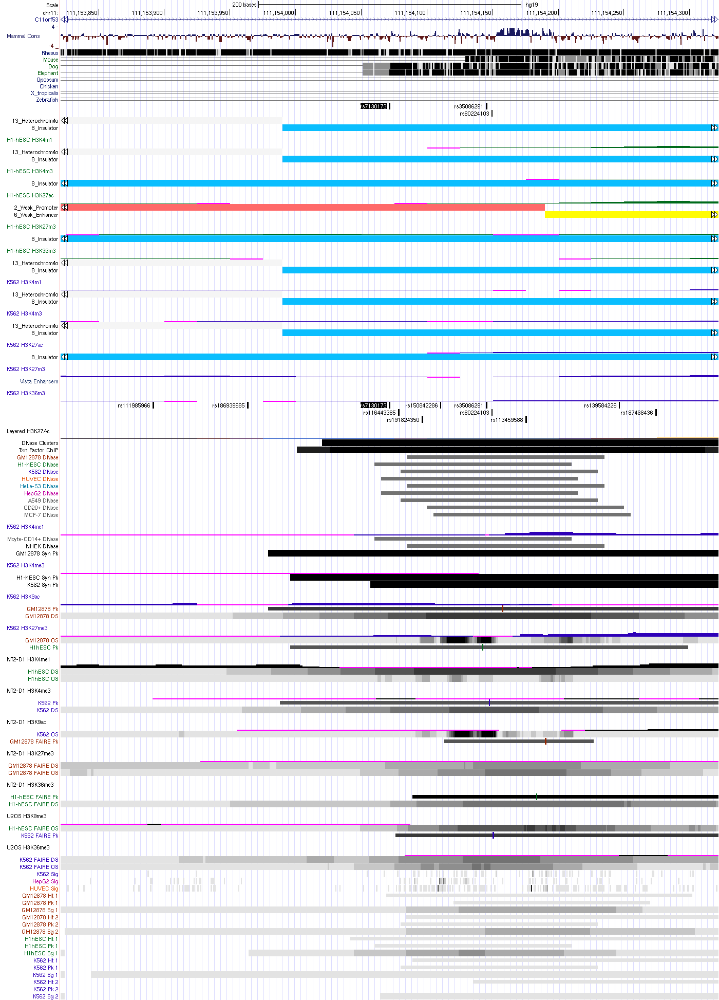 Scale 200 bases hg19
chr11: 111,153,850 111,153,900 111,153,950 111,154,000 111,154,050 111,154,100 111,154,150 111,154,200 111,154,250 111,154,300
C11orf53
4 -
Mammal Cons
-4 _
Rhesus
Mouse
Dog
Elephant
Opossum
Chicken
X_tropicalis
Zebrafish
rs7130173 rs35086291
rs80224103
13_Heterochrom/lo
8_Insulator
H1-hESC H3K4m1
13_Heterochrom/lo
8_Insulator
H1-hESC H3K4m3
8_Insulator
H1-hESC H3K27ac
2_Weak_Promoter
6_Weak_Enhancer
H1-hESC H3K27m3
8_Insulator
H1-hESC H3K36m3
13_Heterochrom/lo
8_Insulator
K562 H3K4m1
13_Heterochrom/lo
8_Insulator
K562 H3K4m3
13_Heterochrom/lo
8_Insulator
K562 H3K27ac
8_Insulator
K562 H3K27m3
Vista Enhancers
K562 H3K36m3
rs111985966 rs186939685 rs7130173 rs150842286 rs35086291 rs139584226
rs116443385 rs80224103 rs187466436
rs191824350 rs113459588
Layered H3K27Ac
DNase Clusters
Txn Factor ChIP
GM12878 DNase
H1-hESC DNase
K562 DNase
HUVEC DNase
HeLa-S3 DNase
HepG2 DNase
A549 DNase
CD20+ DNase
MCF-7 DNase
K562 H3K4me1
Mcyte-CD14+ DNase
NHEK DNase
GM12878 Syn Pk
K562 H3K4me3
H1-hESC Syn Pk
K562 Syn Pk
K562 H3K9ac
GM12878 Pk
GM12878 DS
K562 H3K27me3
GM12878 OS
H1hESC Pk
NT2-D1 H3K4me1
H1hESC DS
H1hESC OS
NT2-D1 H3K4me3
K562 Pk
K562 DS
NT2-D1 H3K9ac
K562 OS
GM12878 FAIRE Pk
NT2-D1 H3K27me3
GM12878 FAIRE DS
GM12878 FAIRE OS
NT2-D1 H3K36me3
H1-hESC FAIRE Pk
H1-hESC FAIRE DS
U2OS H3K9me3
H1-hESC FAIRE OS
K562 FAIRE Pk
U2OS H3K36me3
K562 FAIRE DS
K562 FAIRE OS
K562 Sig
HepG2 Sig
HUVEC Sig
GM12878 Ht 1
GM12878 Pk 1
GM12878 Sg 1
GM12878 Ht 2
GM12878 Pk 2
GM12878 Sg 2
H1hESC Ht 1
H1hESC Pk 1
H1hESC Sg 1
K562 Ht 1
K562 Pk 1
K562 Sg 1
K562 Ht 2
K562 Pk 2
K562 Sg 2